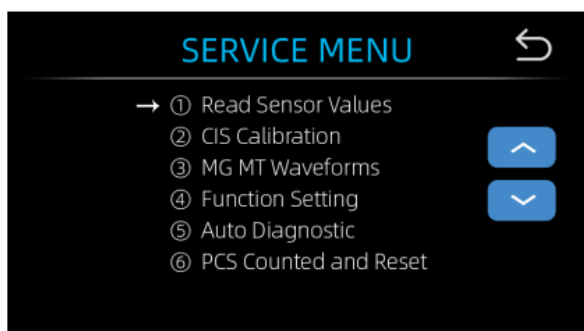 SERVICE MENU
→ ① Read Sensor Values
② CIS Calibration
③ MG MT Waveforms
④ Function Setting
⑤ Auto Diagnostic
⑥ PCS Counted and Reset